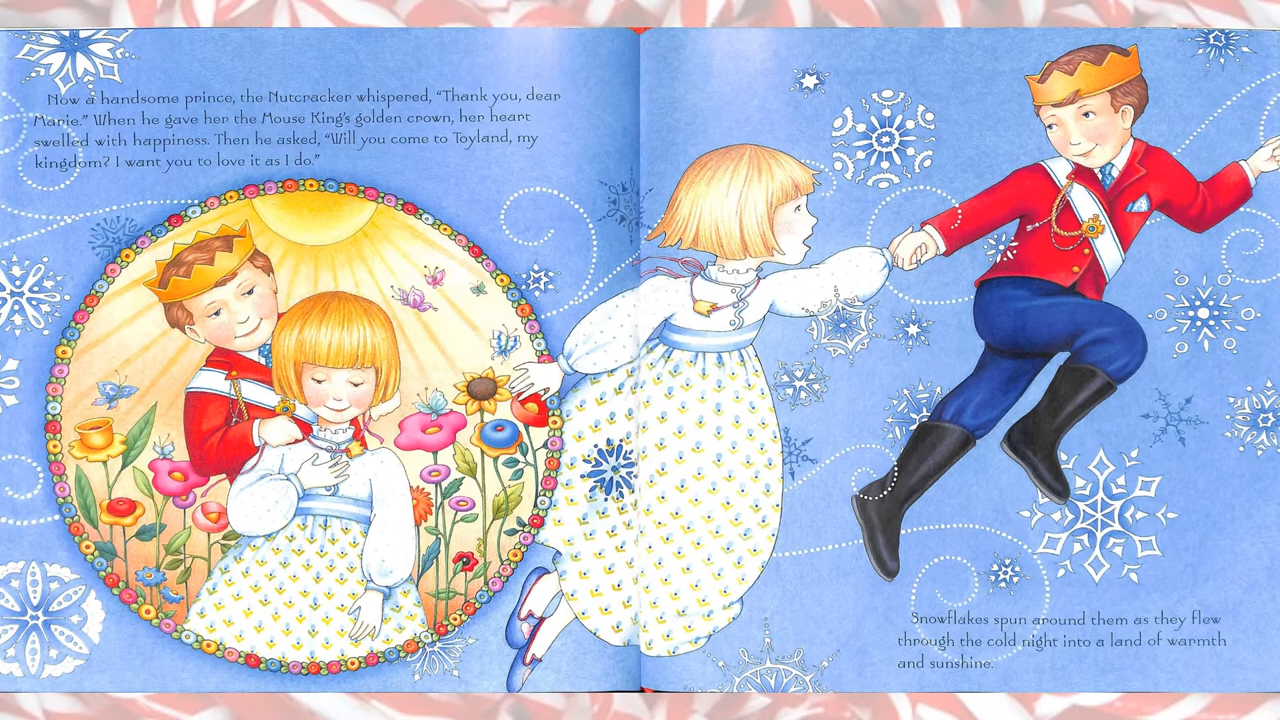 Now a handsome prince, the Nutcracker whispered, “Thank you, dear
Marie.” When he gave her the Mouse King's golden crown, her heart
swelled with happiness. Then he asked, “Will you come to Toyland, my
kingdom? I want you to love it as I do.”
Snowflakes spun around them as they flew
through the cold night into a land of warmth
and sunshine.